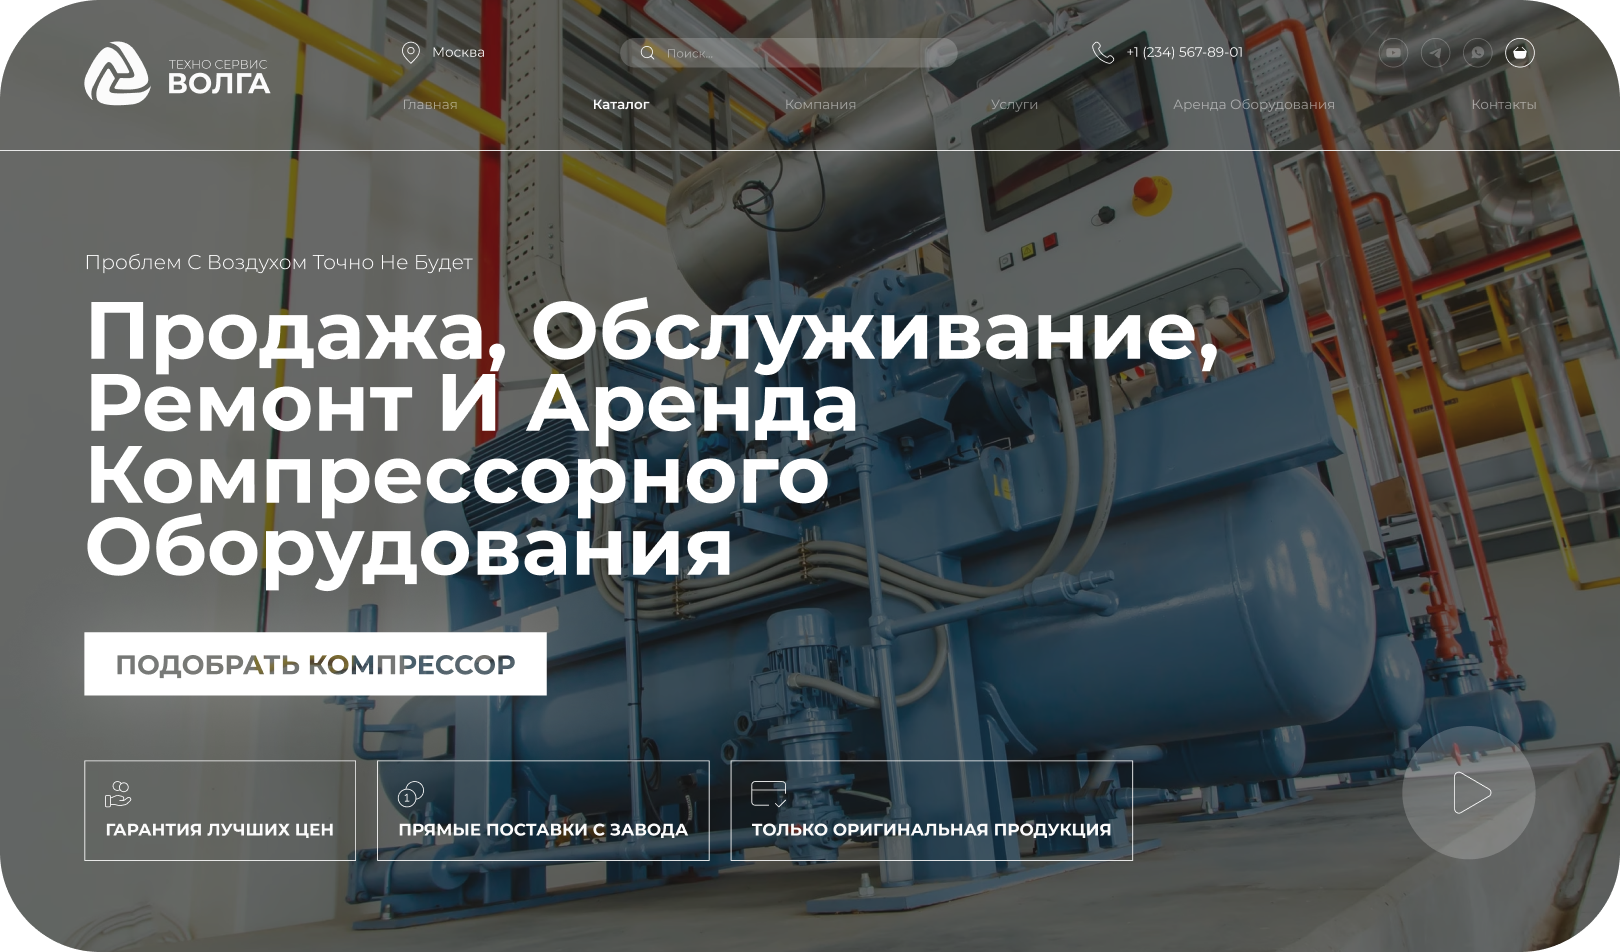 ТЕХНО СЕРВИС
ВОЛГА
Москва
Поиск...
+1 (234) 567-89-01
Главная
Каталог
Компания
Услуги
Аренда Оборудования
Контакты
Проблем С Воздухом Точно Не Будет
Продажа, Обслуживание,
Ремонт И Аренда
Компрессорного
Оборудования
ПОДОБРАТЬ КОМПРЕССОР
1
ГАРАНТИЯ ЛУЧШИХ ЦЕН
ПРЯМЫЕ ПОСТАВКИ С ЗАВОДА
ТОЛЬКО ОРИГИНАЛЬНАЯ ПРОДУКЦИЯ